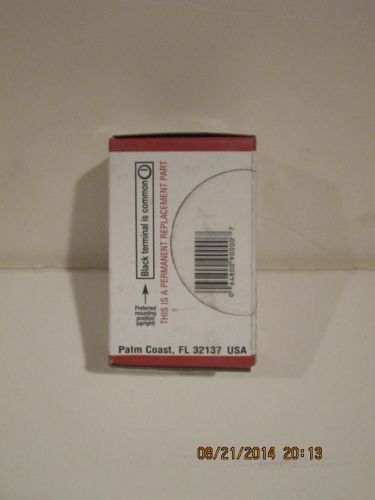 Black terminal is common
THIS IS A PERMANENT REPLACEMENT PART
Preferred
mounting
position
(upright)
Palm Coast, FL 32137 USA
08/21/2014 20:13